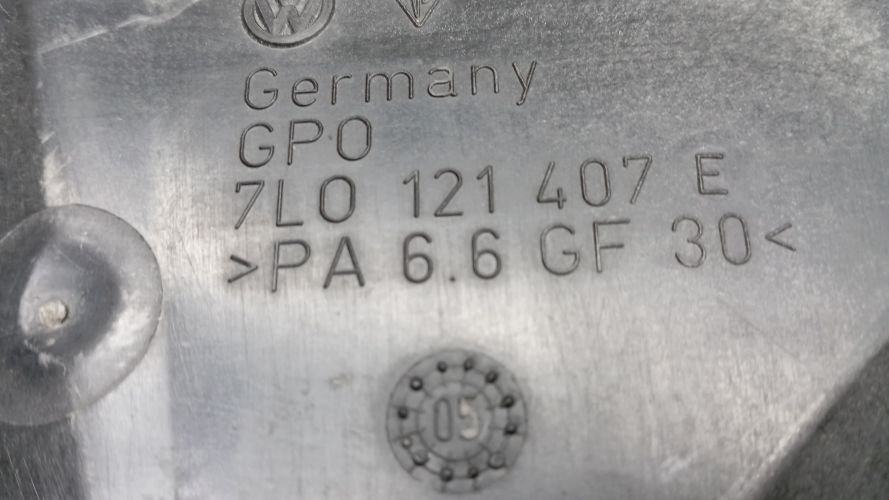 Germany
GPO
7L0 121 407 E
>PA 6.6 GF 30<
05